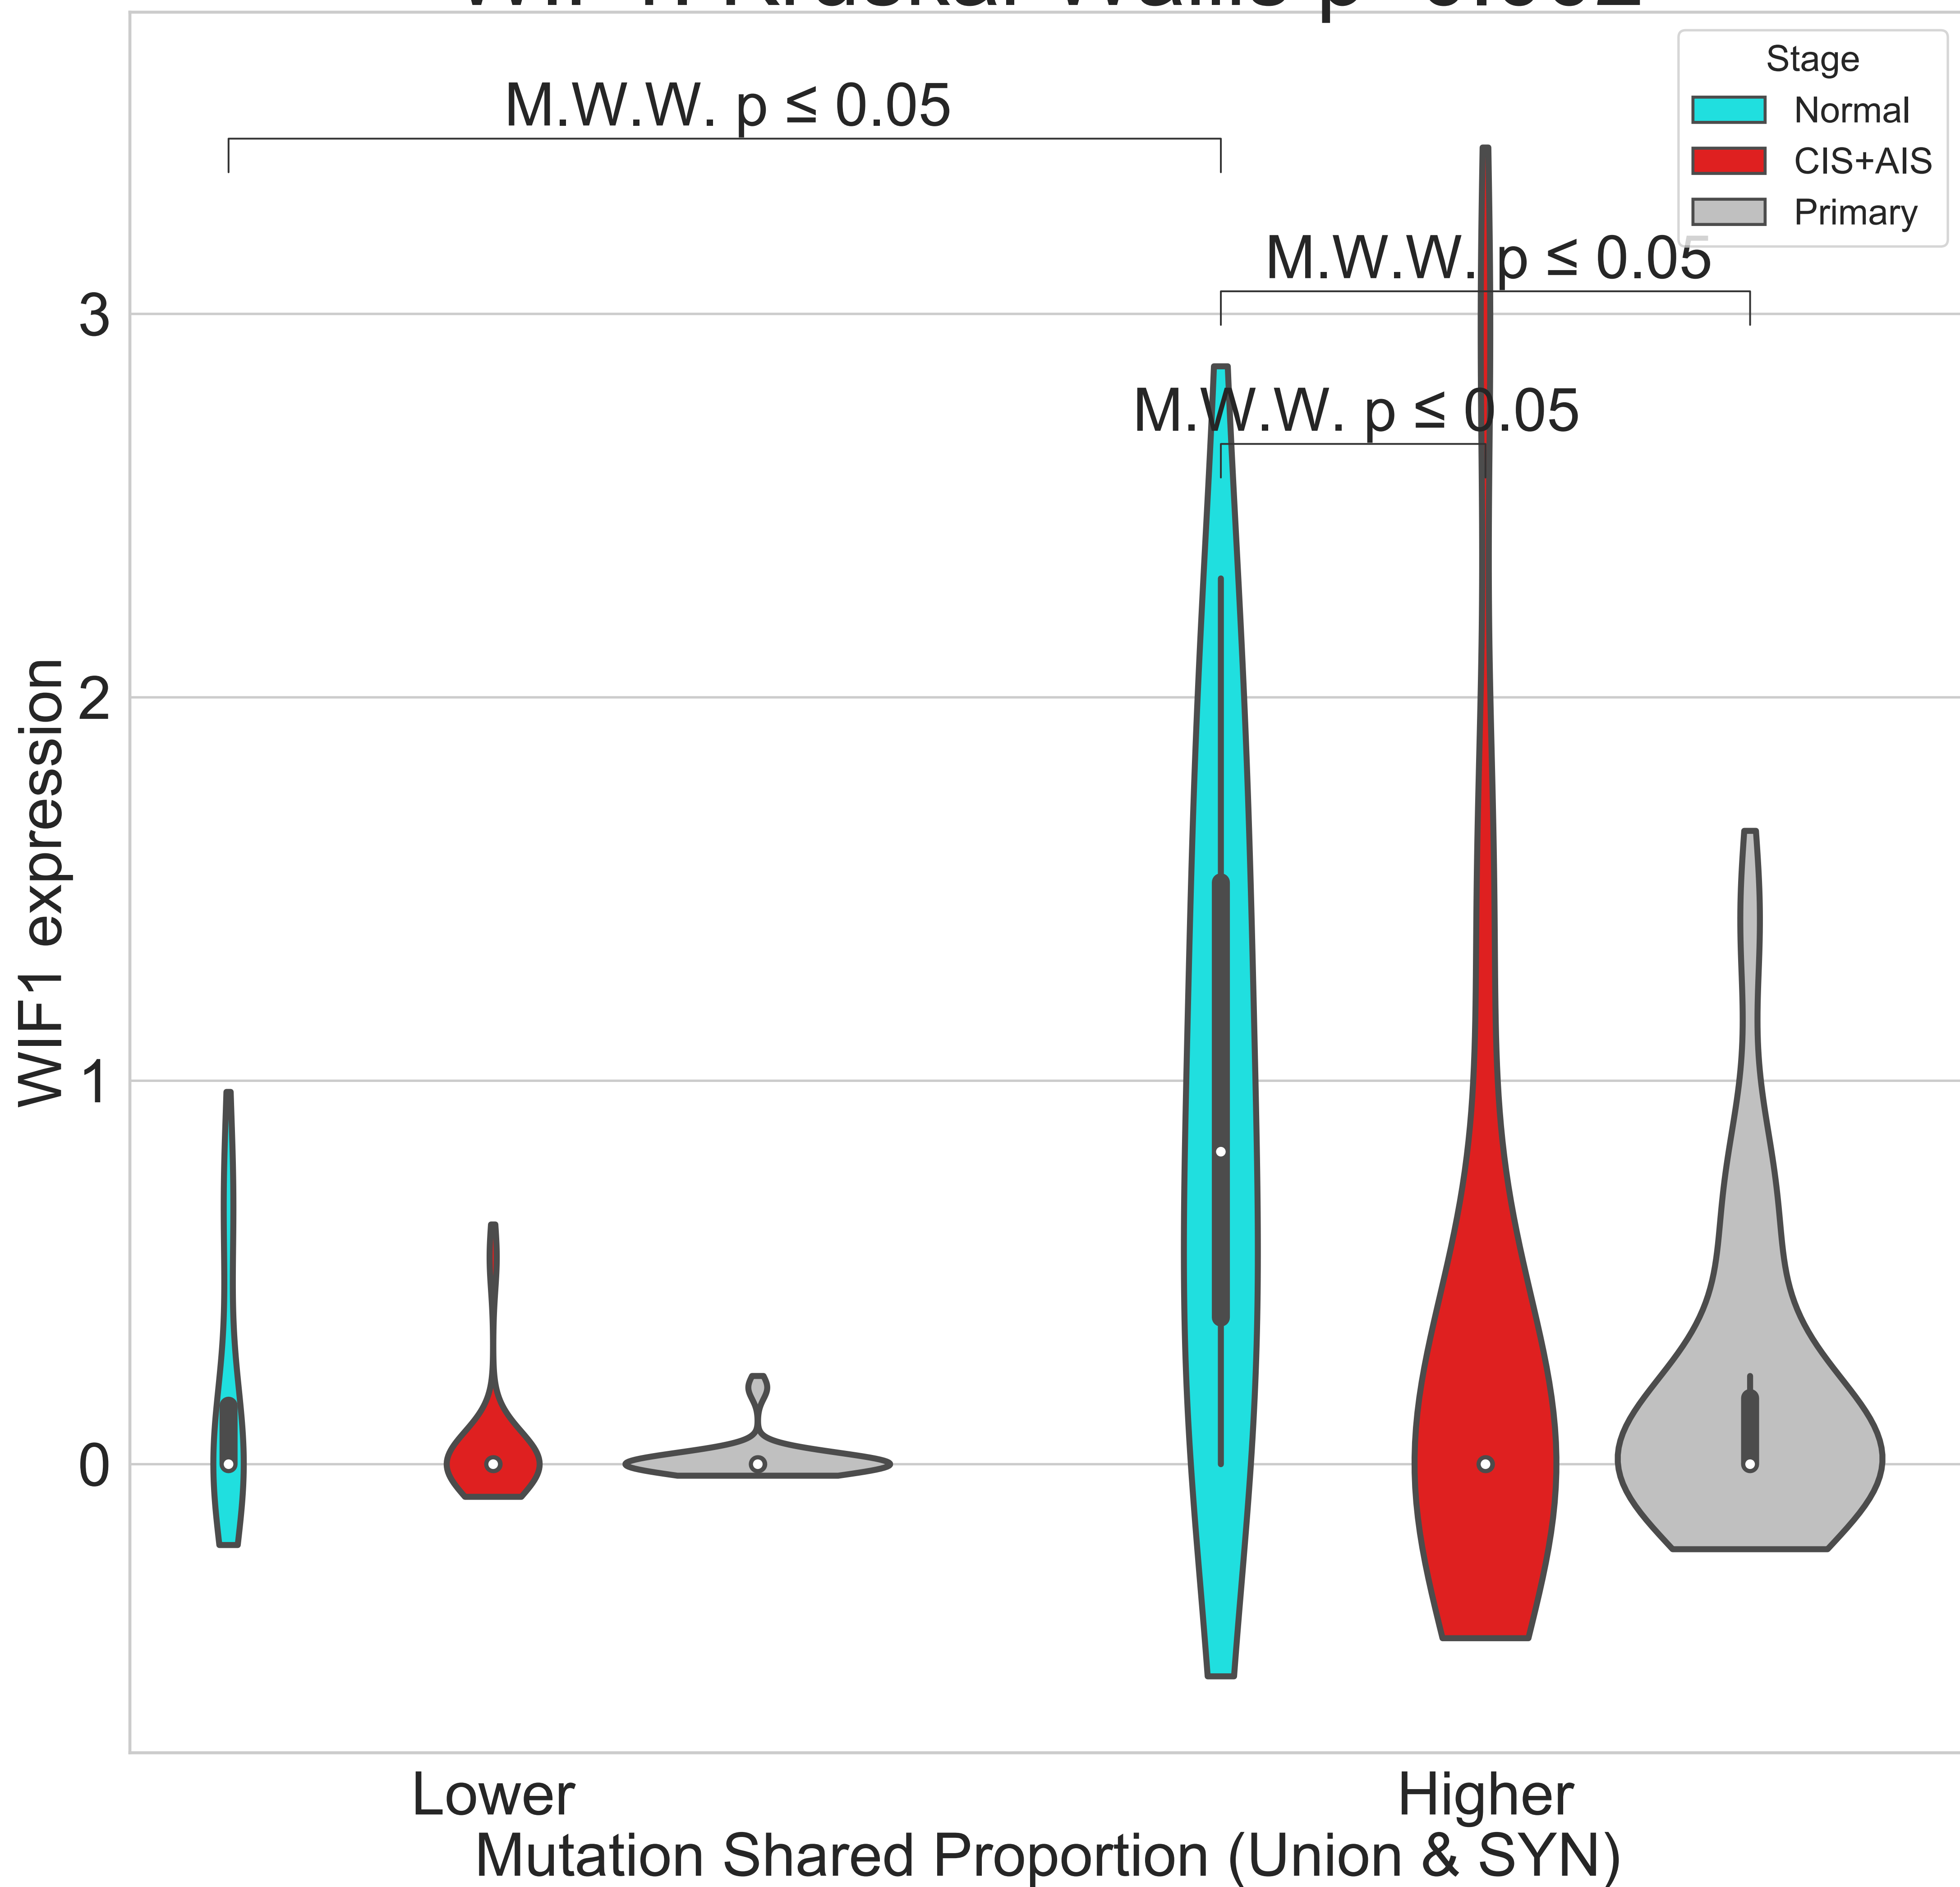 Stage
Normal
CIS+AIS
Primary
M.W.W. p ≤ 0.05
M.W.W. p ≤ 0.05
M.W.W. p ≤ 0.05
3
2
1
0
WIF1 expression
Lower
Higher
Mutation Shared Proportion (Union & SYN)